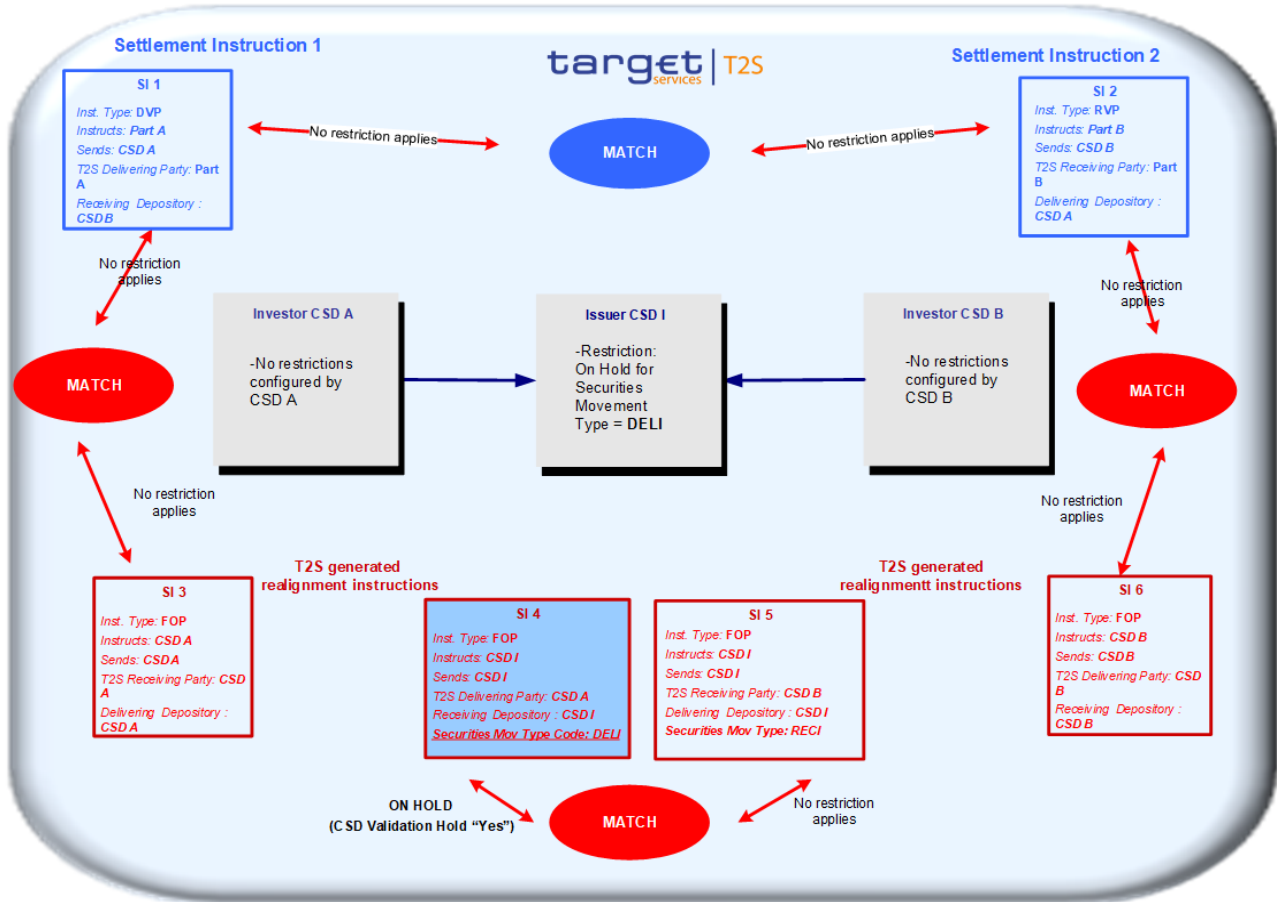 Settlement Instruction 1
target | T2S
services
Settlement Instruction 2
SI 1
Inst. Type: DVP
Instructs: Part A
Sends: CSD A
T2S Delivering Party: Part
A
Receiving Depository :
CSDB
No restriction applies
MATCH
No restriction applies
SI 2
Inst. Type: RVP
Instructs: Part B
Sends: CSD B
T2S Receiving Party: Part
B
Delivering Depository :
CSD A
No restriction
applies
No restriction
applies
Investor CSD A
-No restrictions
configured by
CSD A
Issuer CSD I
-Restriction:
On Hold for
Securities
Movement
Type = DELI
Investor CSD B
-No restrictions
configured by
CSD B
MATCH
MATCH
No restriction
applies
No restriction
applies
T2S generated
realignment instructions
T2S generated
realignmentt instructions
SI 3
Inst. Type: FOP
Instructs: CSD A
Sends: CSDA
T2S Receiving Party: CSD
A
Delivering Depository :
CSDA
SI 4
Inst. Type: FOP
Instructs: CSD I
Sends: CSD I
T2S Delivering Party: CSD A
Receiving Depository : CSD I
Securities Mov Type Code: DELI
SI 5
Inst. Type: FOP
Instructs: CSD I
Sends: CSD I
T2S Receiving Party: CSD B
Delivering Depository : CSD I
Securities Mov Type: RECI
SI 6
Inst. Type: FOP
Instructs: CSD B
Sends: CSDB
T2S Delivering Party: CSD
B
Receiving Depository :
CSD B
ON HOLD
(CSD Validation Hold “Yes”)
MATCH
No restriction
applies